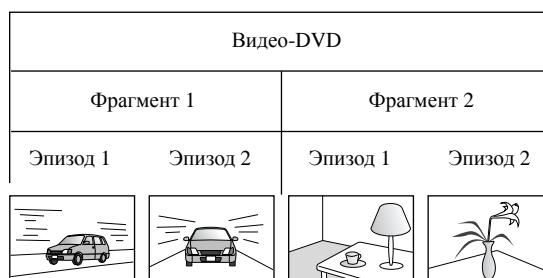 Видео-DVD
Фрагмент 1 Фрагмент 2
Эпизод 1 Эпизод 2 Эпизод 1 Эпизод 2